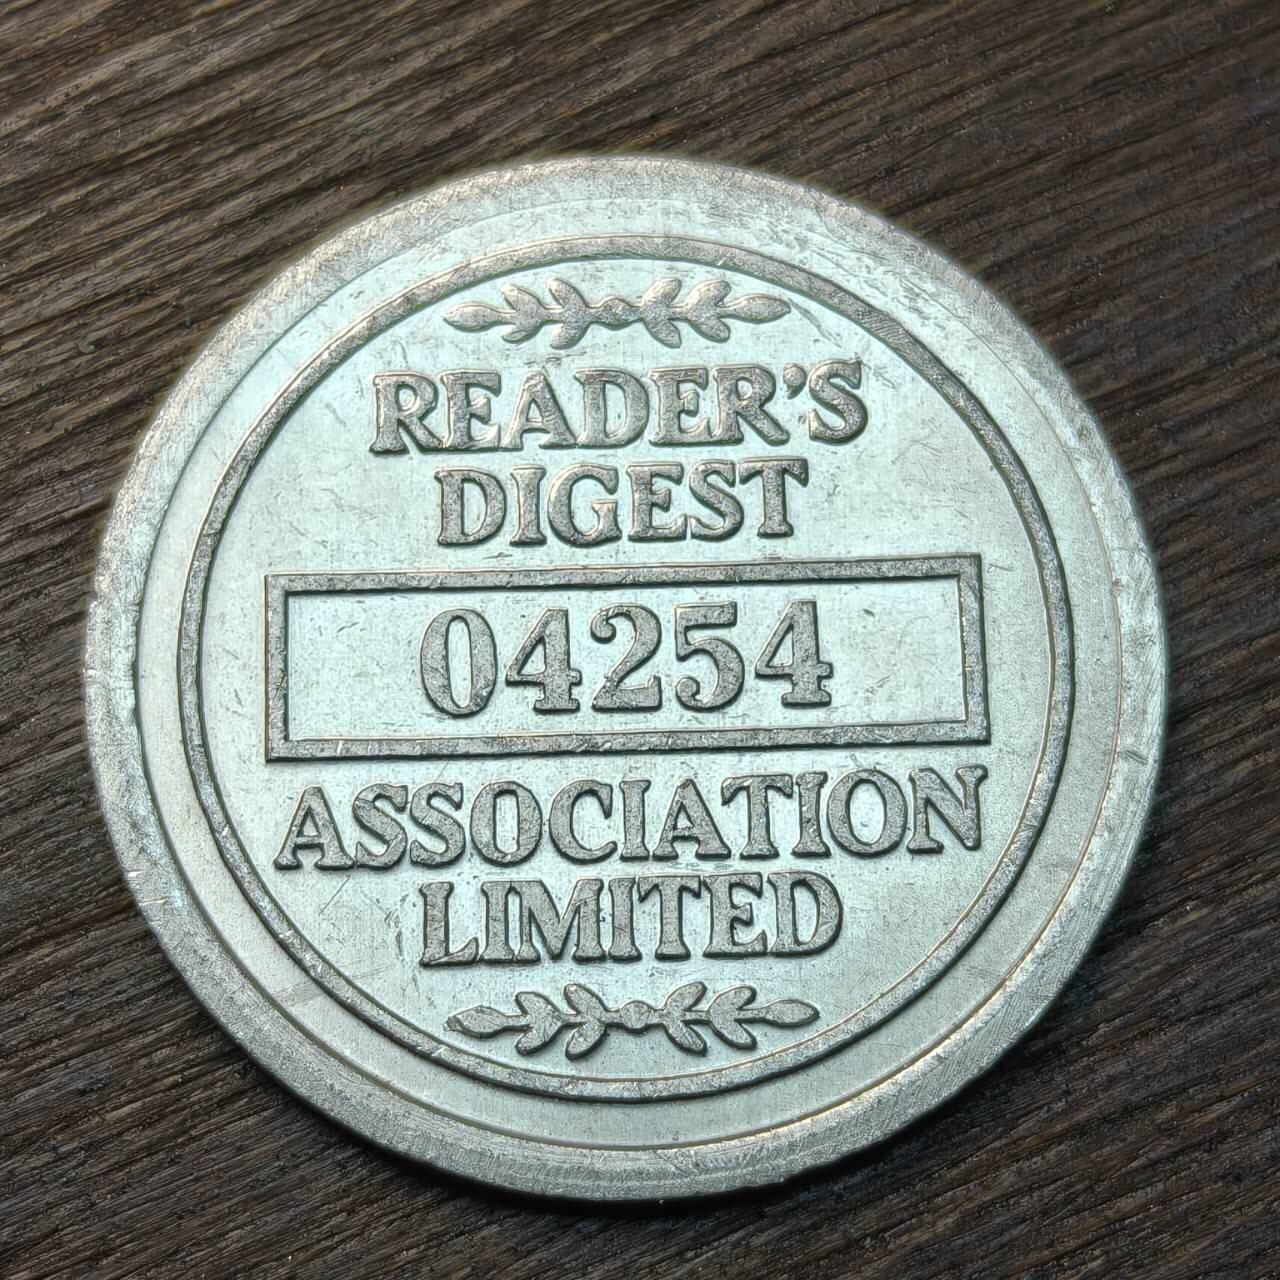 READER'S
DIGEST
04254
ASSOCIATION
LIMITED